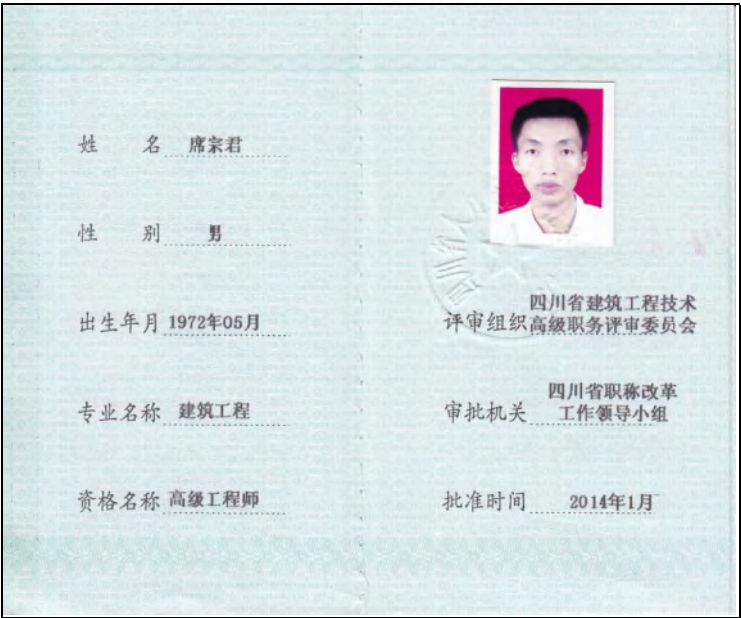 姓 名 席宗君
性 别 男
出生年月 1972年05月
专业名称 建筑工程
资格名称 高级工程师
评审组织 四川省建筑工程技术
高级职务评审委员会
审批机关 四川省职称改革
工作领导小组
批准时间 2014年1月